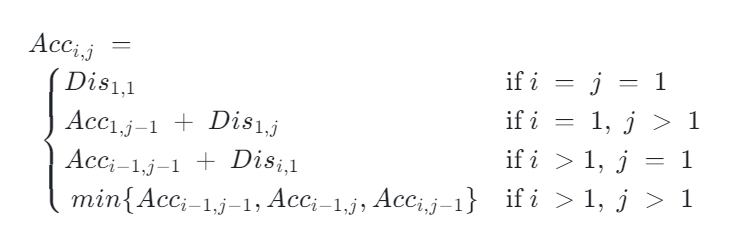 Acc_{i,j} =
Dis_{1,1} if i = j = 1
Acc_{1,j−1} + Dis_{1,j} if i = 1, j > 1
Acc_{i−1,j−1} + Dis_{i,1} if i > 1, j = 1
min{Acc_{i−1,j−1}, Acc_{i−1,j}, Acc_{i,j−1}} if i > 1, j > 1